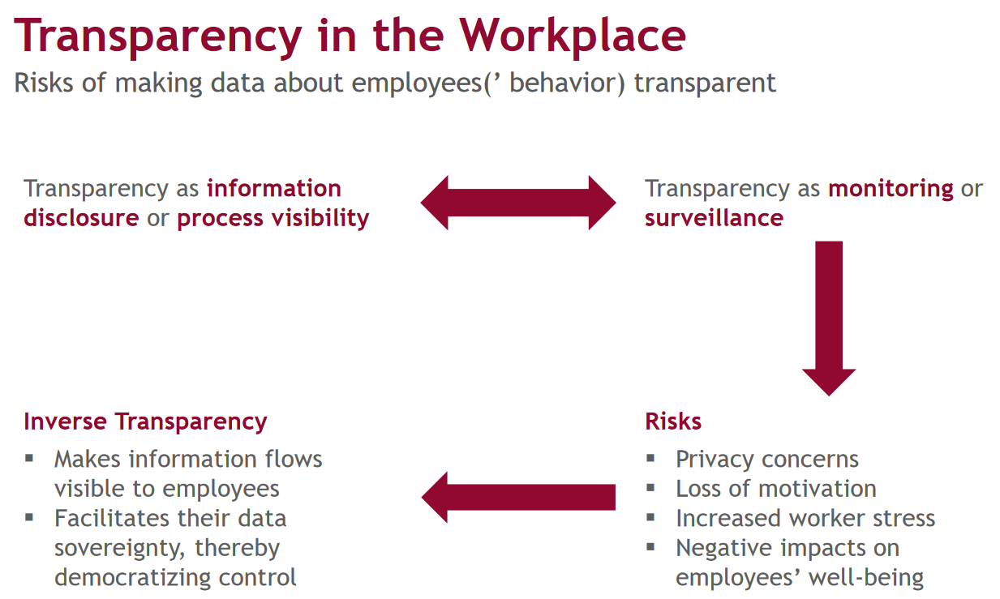 Transparency in the Workplace
Risks of making data about employees(’ behavior) transparent
Transparency as information
disclosure or process visibility
Transparency as monitoring or
surveillance
Inverse Transparency
▪ Makes information flows
visible to employees
▪ Facilitates their data
sovereignty, thereby
democratizing control
Risks
▪ Privacy concerns
▪ Loss of motivation
▪ Increased worker stress
▪ Negative impacts on
employees’ well-being